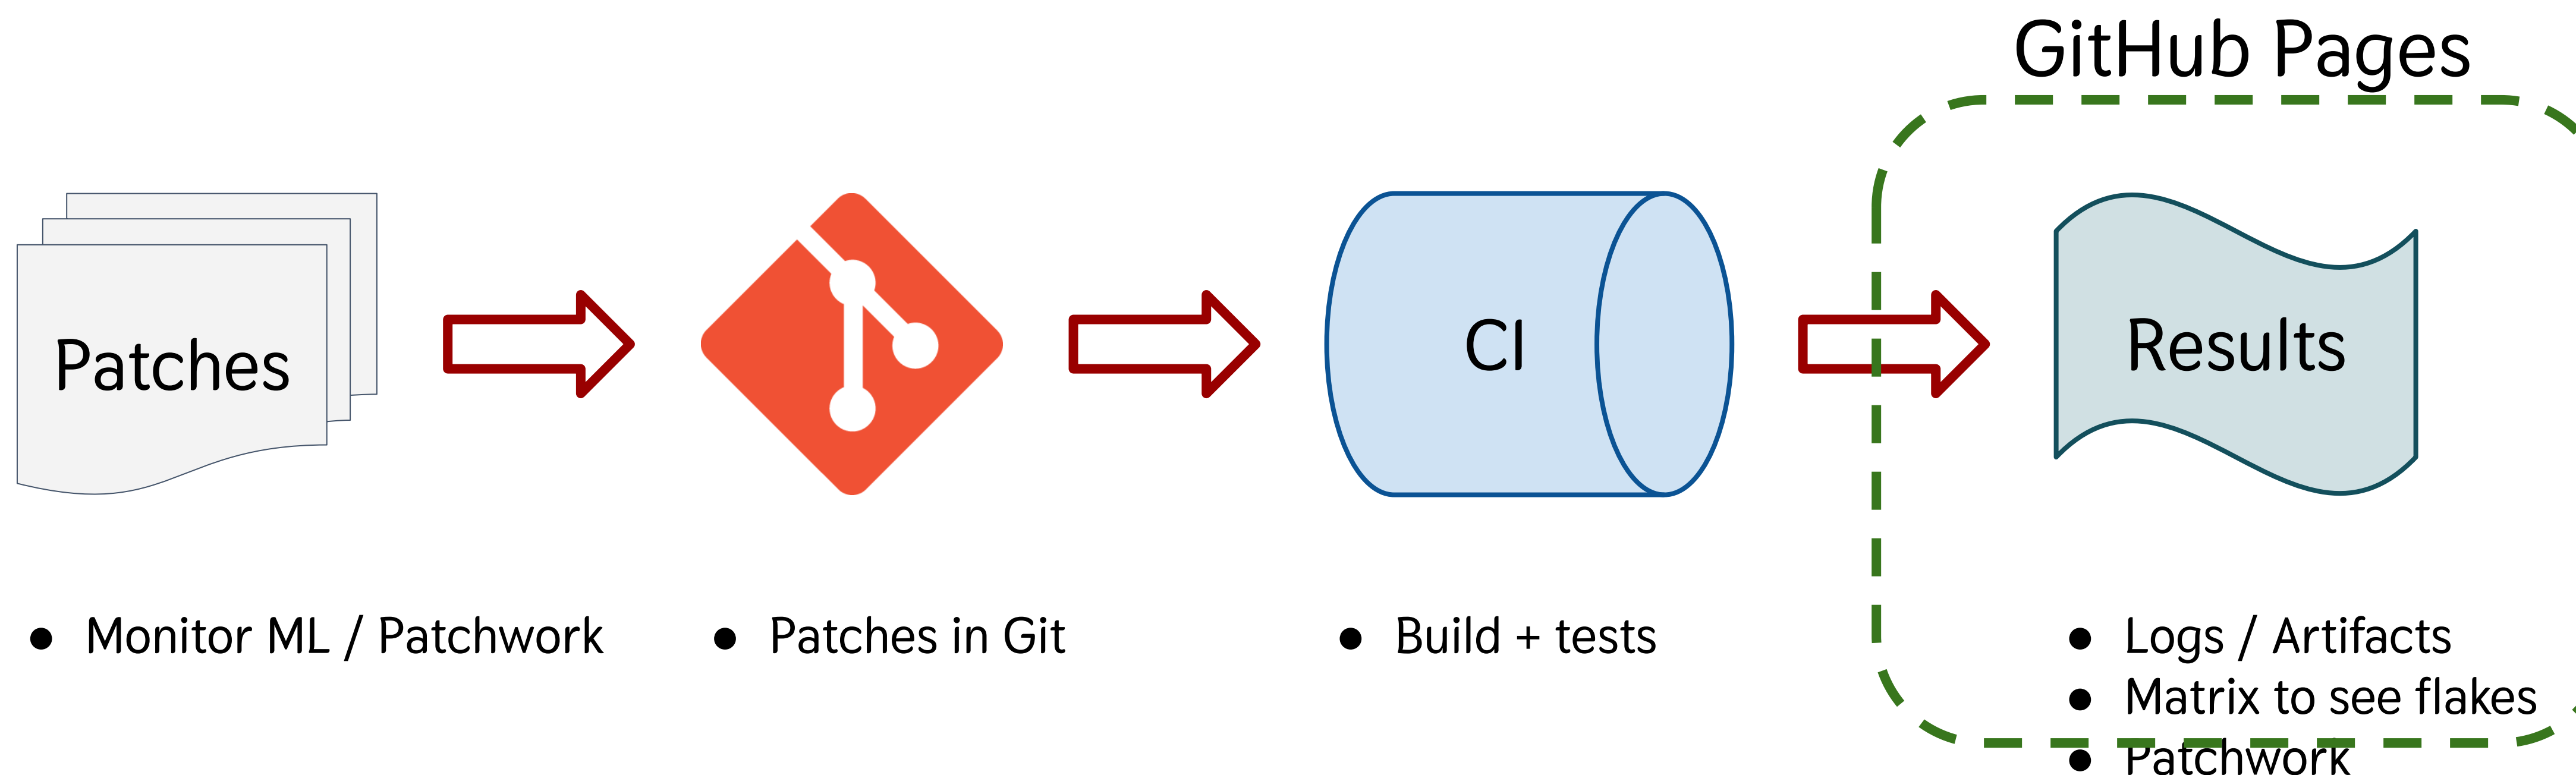 GitHub Pages
Patches
CI
Results
● Monitor ML / Patchwork
● Patches in Git
● Build + tests
● Logs / Artifacts
● Matrix to see flakes
● Patchwork